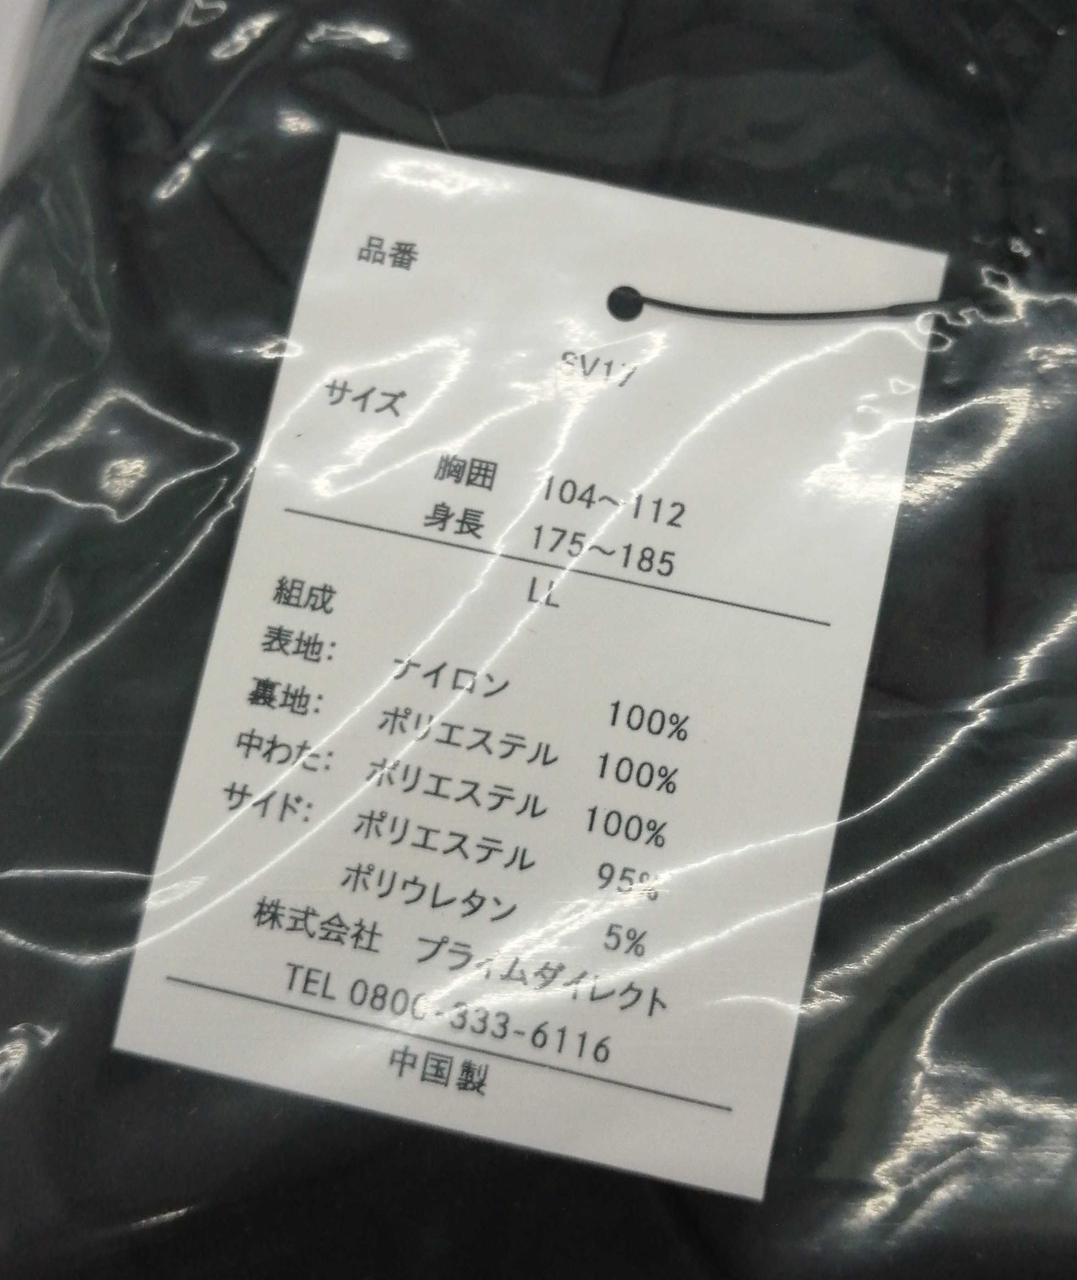 品番
SV17
サイズ
胸囲 104～112
身長 175～185
LL
組成
表地: ナイロン 100%
裏地: ポリエステル 100%
中わた: ポリエステル 100%
サイド: ポリエステル 95%
ポリウレタン 5%
株式会社 プライムダイレクト
TEL 0800-333-6116
中国製